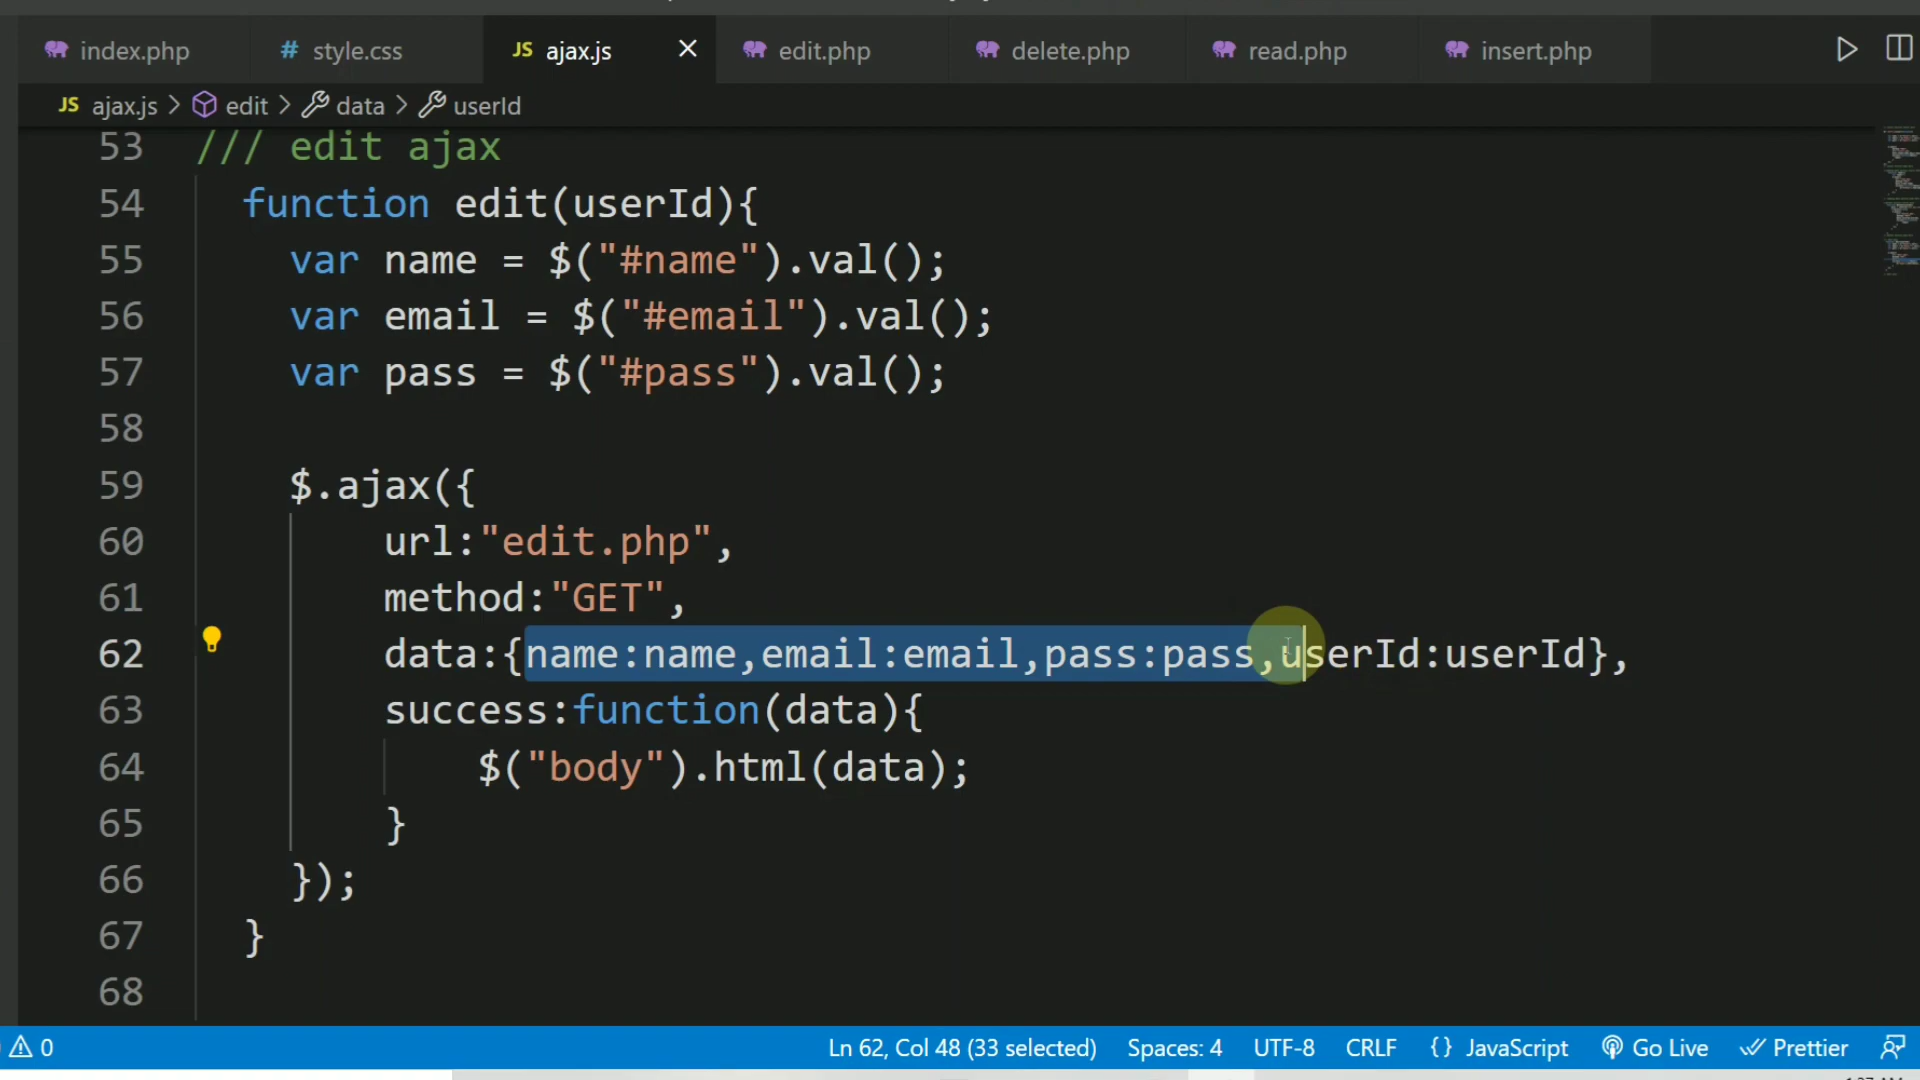 index.php # style.css JS ajax.js × edit.php delete.php read.php insert.php
JS ajax.js > edit > data > userId
53 /// edit ajax
54 function edit(userId){
55 var name = $("#name").val();
56 var email = $("#email").val();
57 var pass = $("#pass").val();
58
59 $.ajax({
60 url:"edit.php",
61 method:"GET",
62 data:{name:name,email:email,pass:pass,userId:userId},
63 success:function(data){
64 $("body").html(data);
65 }
66 });
67 }
68
0 Ln 62, Col 48 (33 selected) Spaces: 4 UTF-8 CRLF {} JavaScript Go Live Prettier